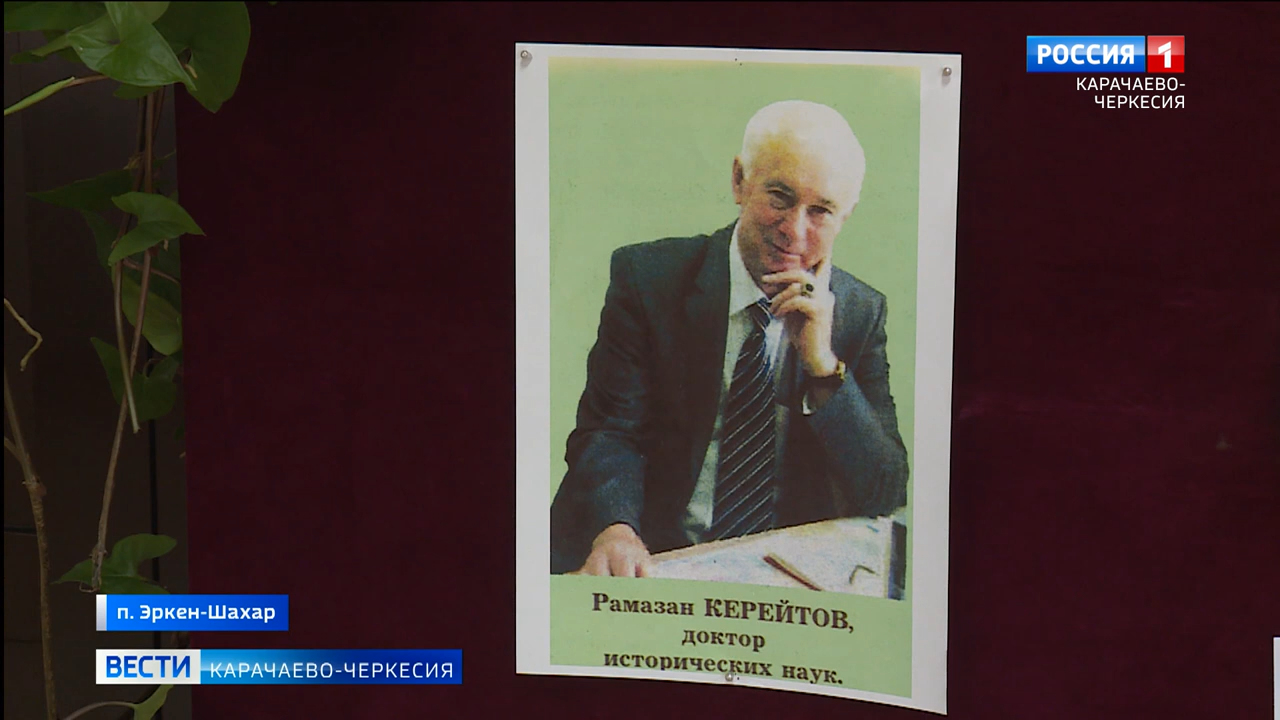 РОССИЯ 1
КАРАЧАЕВО-
ЧЕРКЕСИЯ
Рамазан КЕРЕЙТОВ,
доктор
исторических наук.
п. Эркен-Шахар
ВЕСТИ КАРАЧАЕВО-ЧЕРКЕСИЯ